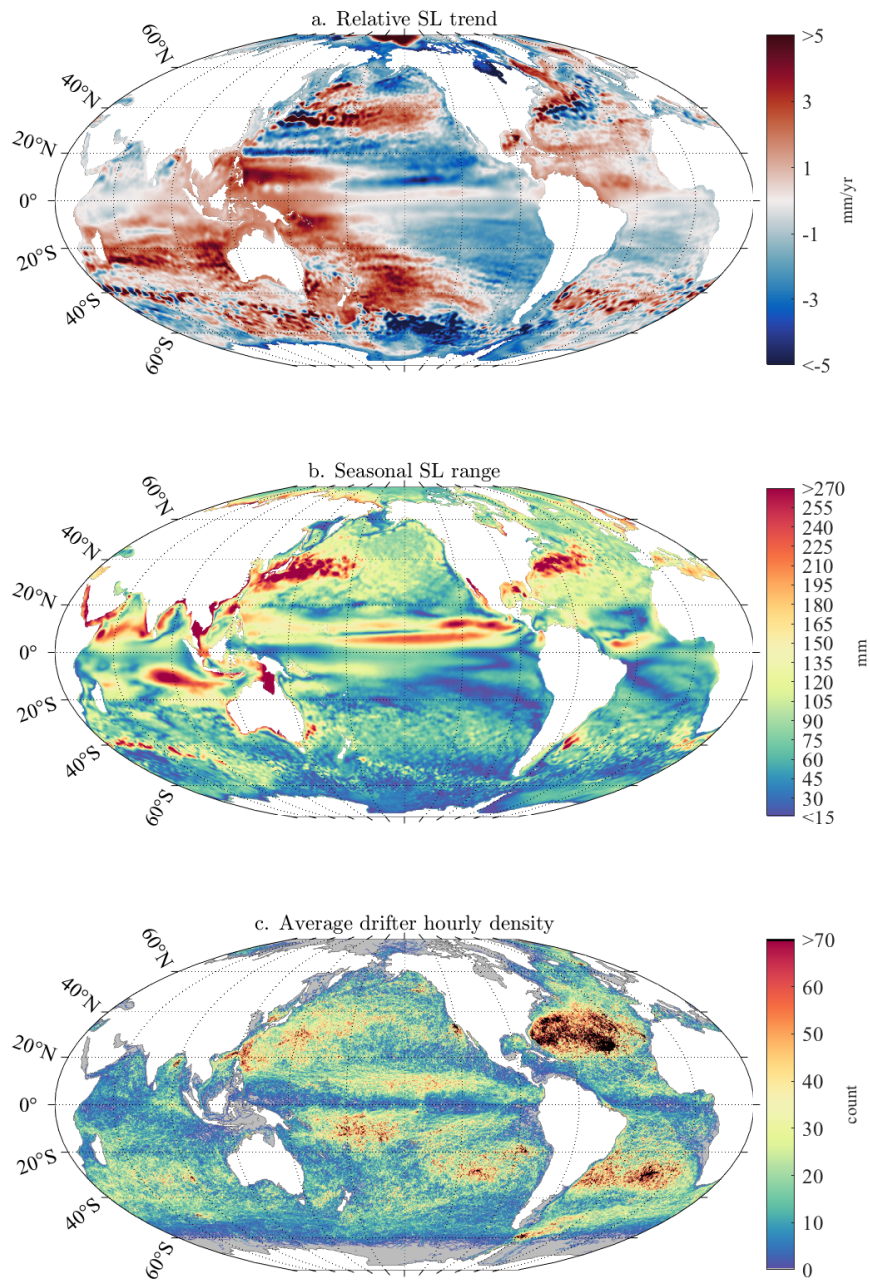 a. Relative SL trend
60°N
40°N
20°N
0°
20°S
40°S
60°S
>5
3
1
-1
-3
<-5
mm/yr
b. Seasonal SL range
60°N
40°N
20°N
0°
20°S
40°S
60°S
>270
255
240
225
210
195
180
165
150
135
120
105
90
75
60
45
30
<15
mm
c. Average drifter hourly density
60°N
40°N
20°N
0°
20°S
40°S
60°S
>70
60
50
40
30
20
10
0
count